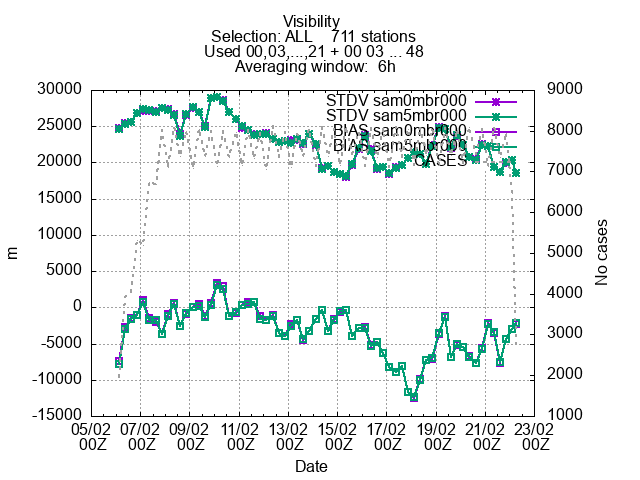 Visibility
Selection: ALL    711 stations
Used 00,03,...,21 + 00 03 ... 48
Averaging window:  6h
30000
25000
20000
15000
10000
5000
0
-5000
-10000
-15000
m
STDV sam0mbr000
STDV sam5mbr000
BIAS sam0mbr000
BIAS sam5mbr000
CASES
9000
8000
7000
6000
5000
4000
3000
2000
1000
No cases
05/02 07/02 09/02 11/02 13/02 15/02 17/02 19/02 21/02 23/02
00Z 00Z 00Z 00Z 00Z 00Z 00Z 00Z 00Z 00Z
Date